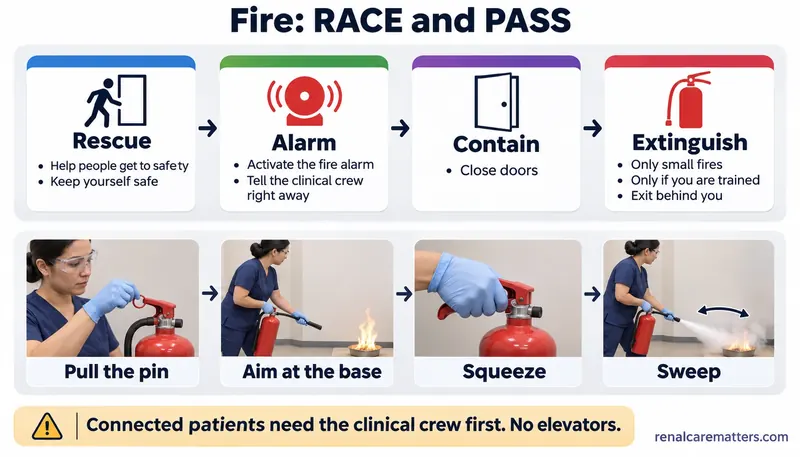 Fire: RACE and PASS
Rescue
• Help people get to safety
• Keep yourself safe
Alarm
• Activate the fire alarm
• Tell the clinical crew
right away
Contain
• Close doors
Extinguish
• Only small fires
• Only if you are trained
• Exit behind you
Pull the pin
Aim at the base
Squeeze
Sweep
Connected patients need the clinical crew first. No elevators.
renalcarematters.com